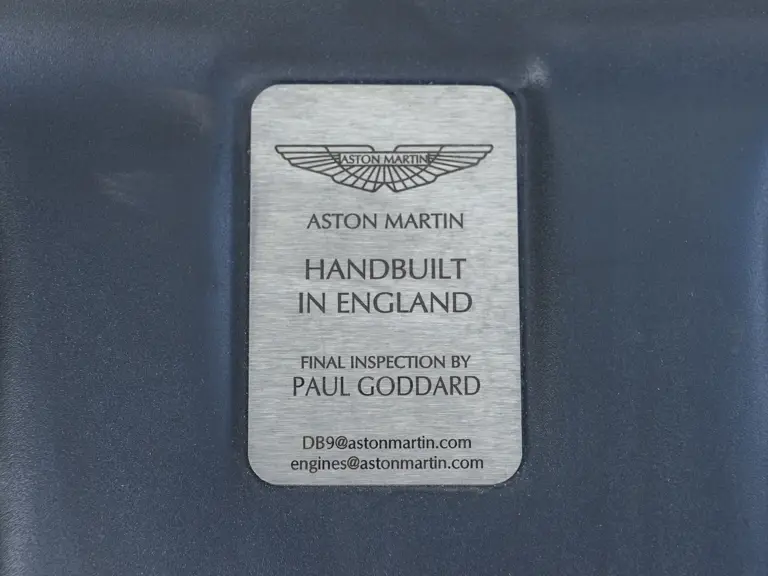 ASTON MARTIN
ASTON MARTIN
HANDBUILT
IN ENGLAND
FINAL INSPECTION BY
PAUL GODDARD
DB9@astonmartin.com
engines@astonmartin.com